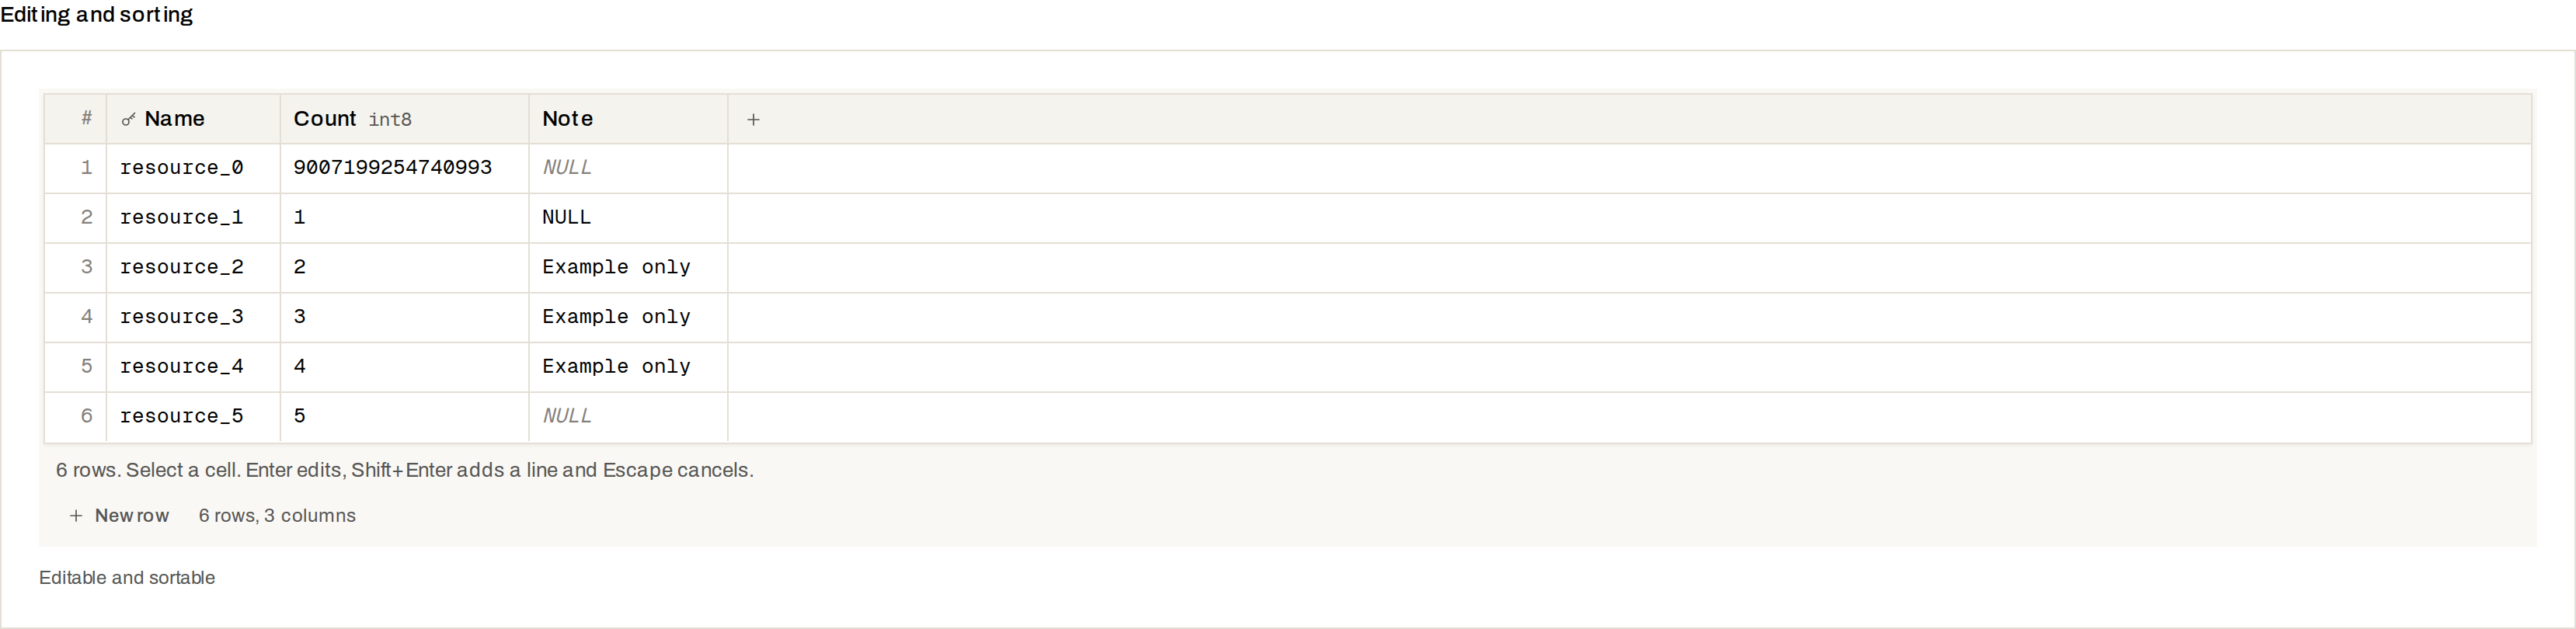 Editing and sorting
# Name Count int8 Note +
1 resource_0 9007199254740993 NULL
2 resource_1 1 NULL
3 resource_2 2 Example only
4 resource_3 3 Example only
5 resource_4 4 Example only
6 resource_5 5 NULL
6 rows. Select a cell. Enter edits, Shift+Enter adds a line and Escape cancels.
+ New row 6 rows, 3 columns
Editable and sortable